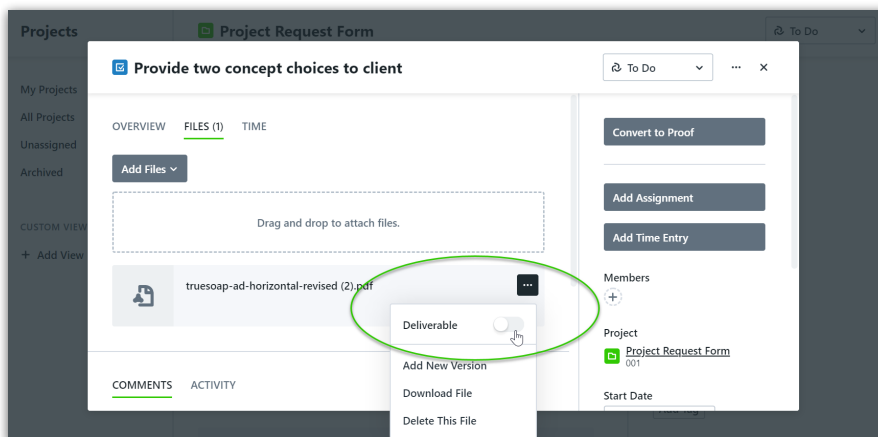 Projects
Project Request Form
To Do
My Projects
All Projects
Unassigned
Archived
CUSTOM VIEW
+ Add View
Provide two concept choices to client
To Do
OVERVIEW FILES (1) TIME
Add Files
Drag and drop to attach files.
truesoap-ad-horizontal-revised (2).pdf
Deliverable
Add New Version
Download File
Delete This File
COMMENTS ACTIVITY
Convert to Proof
Add Assignment
Add Time Entry
Members
Project
Project Request Form
001
Start Date
Add Tag